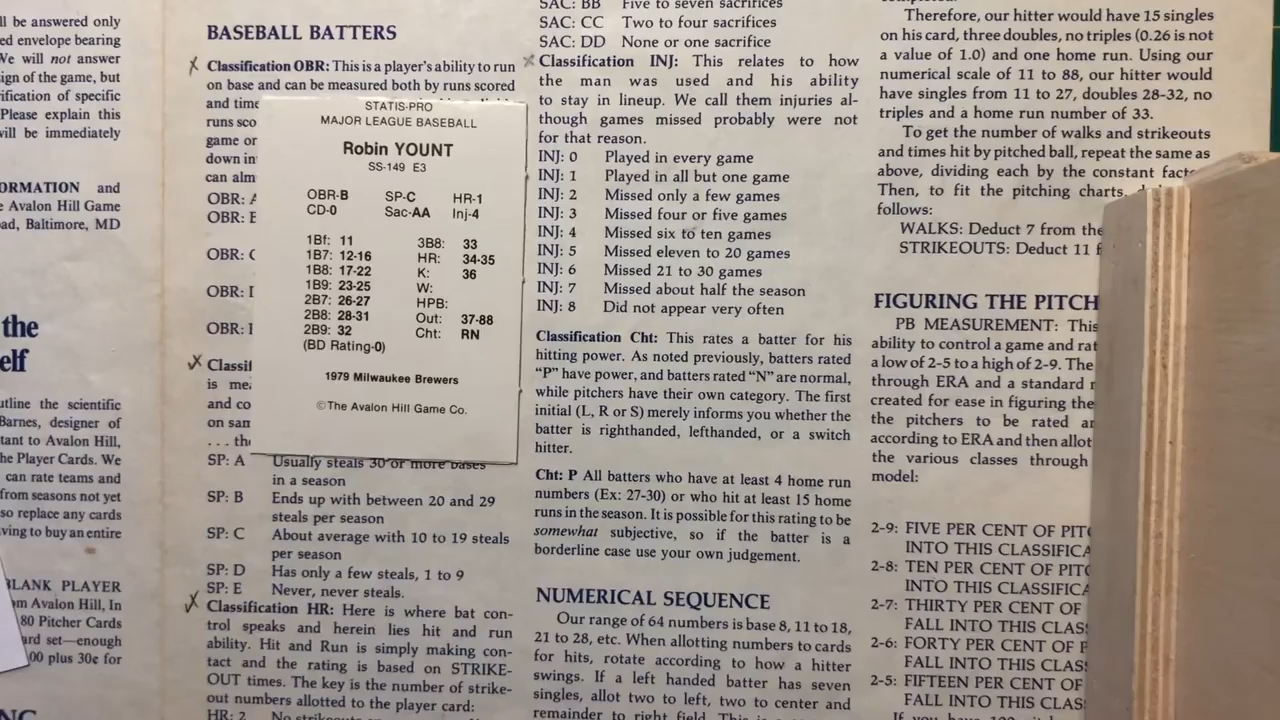 ll be answered only
ed envelope bearing
We will not answer
ign of the game, but
ification of specific
Please explain this
will be immediately
ORMATION and
e Avalon Hill Game
oad, Baltimore, MD
the
elf
utline the scientific
Barnes, designer of
tant to Avalon Hill,
he Player Cards. We
can rate teams and
from seasons not yet
so replace any cards
ving to buy an entire
BLANK PLAYER
om Avalon Hill, In
80 Pitcher Cards
ard set—enough
00 plus 30¢ for
BASEBALL BATTERS
Classification OBR: This is a player's ability to run
on base and can be measured both by runs scored
and time
runs sco
game or
down in
can alm
OBR: A
OBR: E
OBR: C
OBR: I
OBR: I
Classif
is mea
and co
on sam
. . . the
SP: A Usually steals 30 or more bases
in a season
SP: B Ends up with between 20 and 29
steals per season
SP: C About average with 10 to 19 steals
per season
SP: D Has only a few steals, 1 to 9
SP: E Never, never steals.
Classification HR: Here is where bat con-
trol speaks and herein lies hit and run
ability. Hit and Run is simply making con-
tact and the rating is based on STRIKE-
OUT times. The key is the number of strike-
out numbers allotted to the player card:
HR: 2 No strikeouts
STATIS-PRO
MAJOR LEAGUE BASEBALL
Robin YOUNT
SS-149 E3
OBR-B SP-C HR-1
CD-0 Sac-AA Inj-4
1Bf: 11
1B7: 12-16
1B8: 17-22
1B9: 23-25
2B7: 26-27
2B8: 28-31
2B9: 32
(BD Rating-0)
3B8: 33
HR: 34-35
K: 36
W:
HPB:
Out: 37-88
Cht: RN
1979 Milwaukee Brewers
©The Avalon Hill Game Co.
SAC: BB Five to seven sacrifices
SAC: CC Two to four sacrifices
SAC: DD None or one sacrifice
Classification INJ: This relates to how
the man was used and his ability
to stay in lineup. We call them injuries al-
though games missed probably were not
for that reason.
INJ: 0 Played in every game
INJ: 1 Played in all but one game
INJ: 2 Missed only a few games
INJ: 3 Missed four or five games
INJ: 4 Missed six to ten games
INJ: 5 Missed eleven to 20 games
INJ: 6 Missed 21 to 30 games
INJ: 7 Missed about half the season
INJ: 8 Did not appear very often
Classification Cht: This rates a batter for his
hitting power. As noted previously, batters rated
“P” have power, and batters rated “N” are normal,
while pitchers have their own category. The first
initial (L, R or S) merely informs you whether the
batter is righthanded, lefthanded, or a switch
hitter.
Cht: P All batters who have at least 4 home run
numbers (Ex: 27-30) or who hit at least 15 home
runs in the season. It is possible for this rating to be
somewhat subjective, so if the batter is a
borderline case use your own judgement.
NUMERICAL SEQUENCE
Our range of 64 numbers is base 8, 11 to 18,
21 to 28, etc. When allotting numbers to cards
for hits, rotate according to how a hitter
swings. If a left handed batter has seven
singles, allot two to left, two to center and
remainder to right field.
Therefore, our hitter would have 15 singles
on his card, three doubles, no triples (0.26 is not
a value of 1.0) and one home run. Using our
numerical scale of 11 to 88, our hitter would
have singles from 11 to 27, doubles 28-32, no
triples and a home run number of 33.
To get the number of walks and strikeouts
and times hit by pitched ball, repeat the same as
above, dividing each by the constant facto
Then, to fit the pitching charts,
follows:
WALKS: Deduct 7 from the
STRIKEOUTS: Deduct 11 f
FIGURING THE PITCH
PB MEASUREMENT: This
ability to control a game and rat
a low of 2-5 to a high of 2-9. The
through ERA and a standard
created for ease in figuring the
the pitchers to be rated ar
according to ERA and then allot
the various classes through
model:
2-9: FIVE PER CENT OF PITC
INTO THIS CLASSIFICA
2-8: TEN PER CENT OF PITC
INTO THIS CLASSIFICA
2-7: THIRTY PER CENT OF
FALL INTO THIS CLASS
2-6: FORTY PER CENT OF P
FALL INTO THIS CLAS
2-5: FIFTEEN PER CENT OF
FALL INTO THIS CLAS